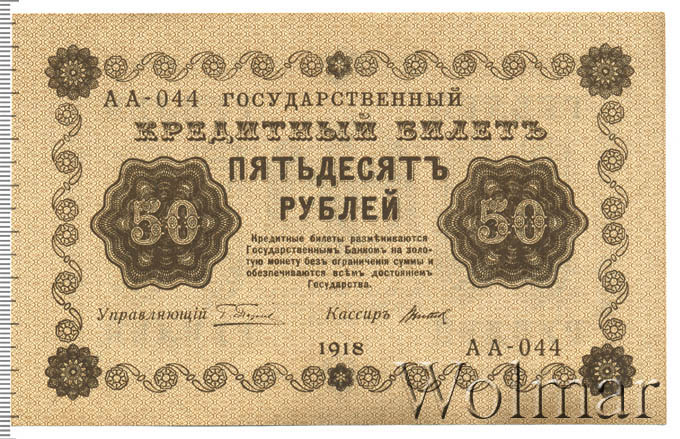 АА-044 ГОСУДАРСТВЕННЫЙ
КРЕДИТНЫЙ БИЛЕТЪ
ПЯТЬДЕСЯТЪ
РУБЛЕЙ
50 50
Кредитные билеты размѣниваются
Государственнымъ Банкомъ на золо-
тую монету безъ ограниченія суммы и
обезпечиваются всѣмъ достояніемъ
Государства.
Управляющій Кассиръ
1918 АА-044
Wolmar